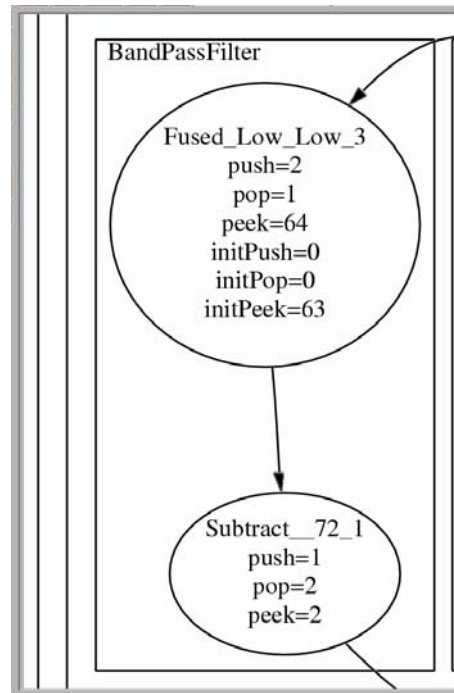 BandPassFilter
Fused_Low_Low_3
push=2
pop=1
peek=64
initPush=0
initPop=0
initPeek=63
Subtract__72_1
push=1
pop=2
peek=2